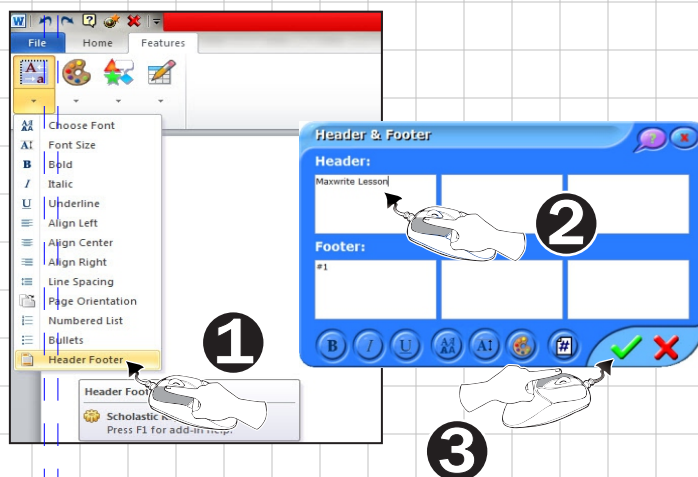 File Home Features
Choose Font
Font Size
Bold
Italic
Underline
Align Left
Align Center
Align Right
Line Spacing
Page Orientation
Numbered List
Bullets
Header Footer
1
Header Foot
Scholastic
Press F1 for add-in help.
Header & Footer
Header:
Maxwrite Lesson
2
Footer:
#1
B I U AA AA A #
3